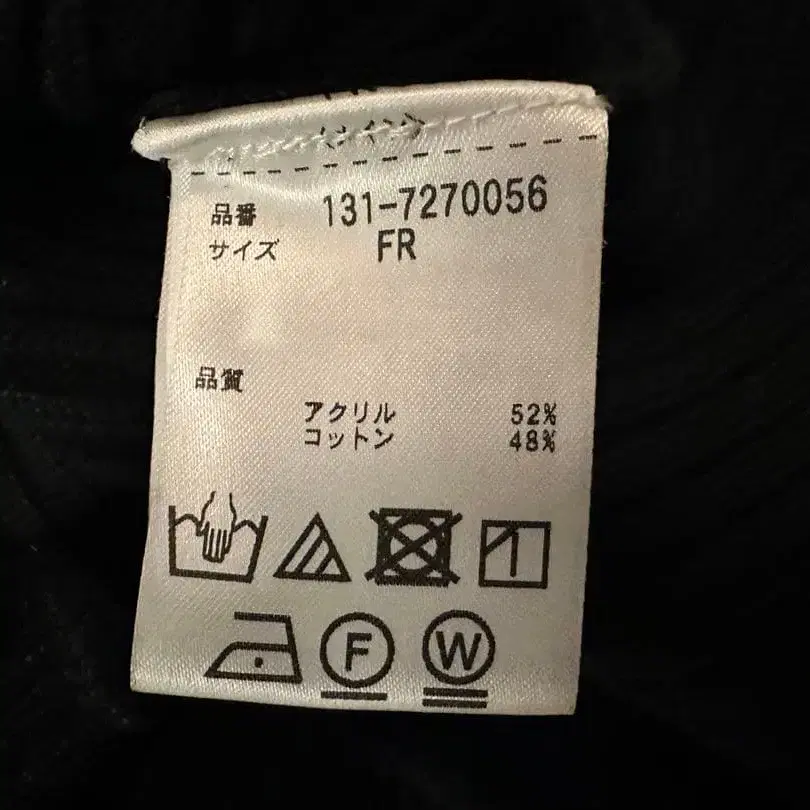 品番 131-7270056
サイズ FR
品質
アクリル 52%
コットン 48%
F W